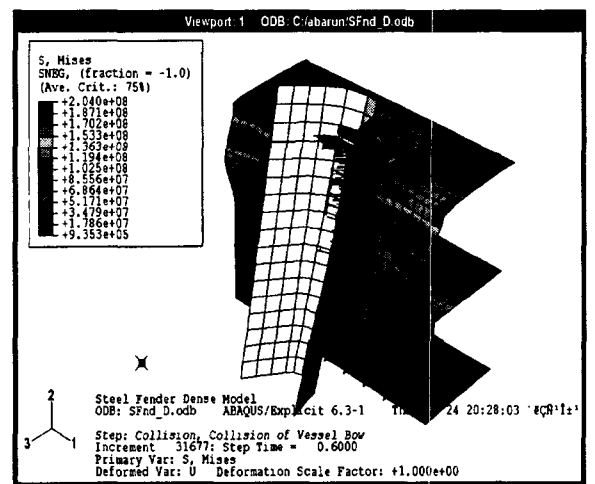 Viewport: 1 ODB: C:/abarun/SFnd_D.odb
S, Mises
SNEG, (fraction = -1.0)
(Ave. Crit.: 75%)
+2.040e+08
+1.871e+08
+1.702e+08
+1.533e+08
+1.363e+08
+1.194e+08
+1.025e+08
+8.556e+07
+6.864e+07
+5.171e+07
+3.479e+07
+1.786e+07
+9.353e+05
2
3
1
Steel Fender Dense Model
ODB: SFnd_D.odb ABAQUS/Explicit 6.3-1 24 20:28:03
Step: Collision, Collision of Vessel Bow
Increment 31677: Step Time = 0.6000
Primary Var: S, Mises
Deformed Var: U Deformation Scale Factor: +1.000e+00